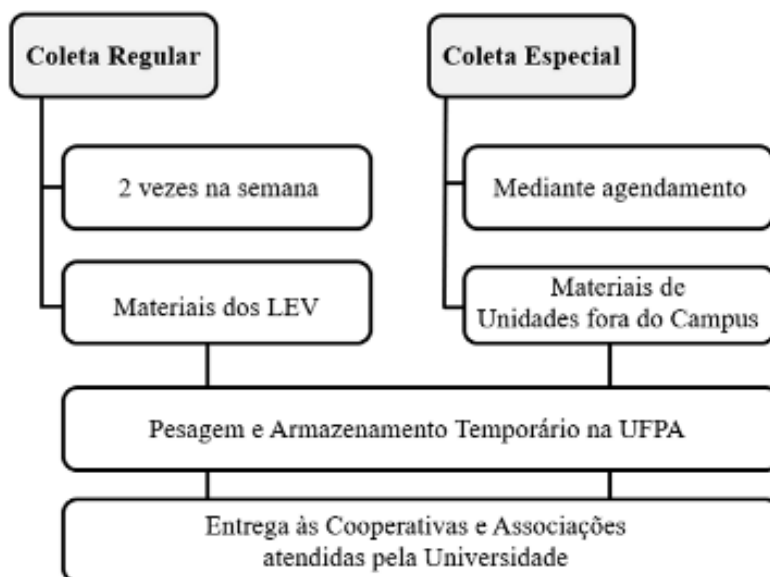 Coleta Regular
Coleta Especial
2 vezes na semana
Mediante agendamento
Materiais dos LEV
Materiais de
Unidades fora do Campus
Pesagem e Armazenamento Temporário na UFPA
Entrega às Cooperativas e Associações
atendidas pela Universidade